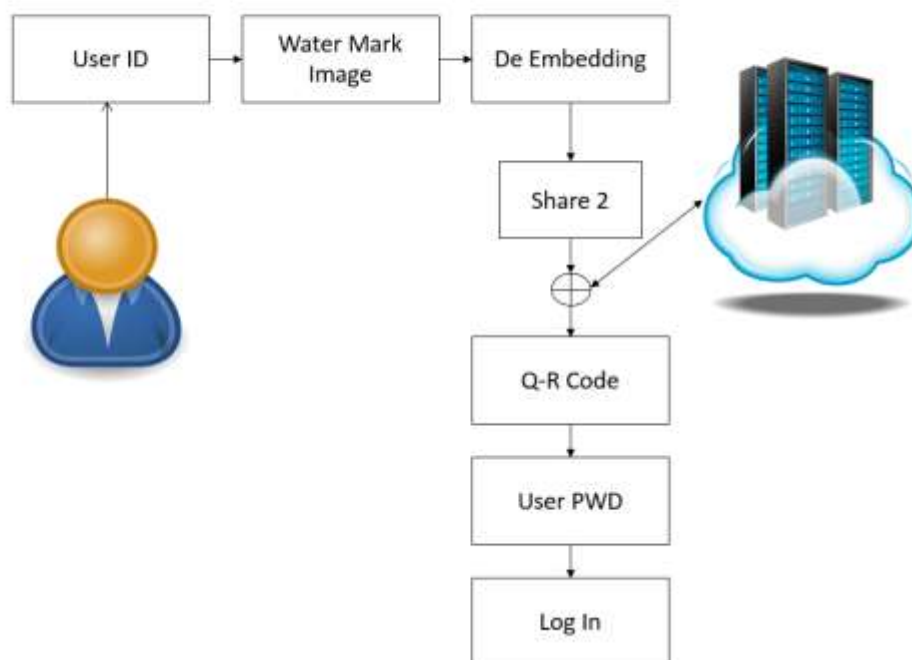 User ID
Water Mark
Image
De Embedding
Share 2
Q-R Code
User PWD
Log In